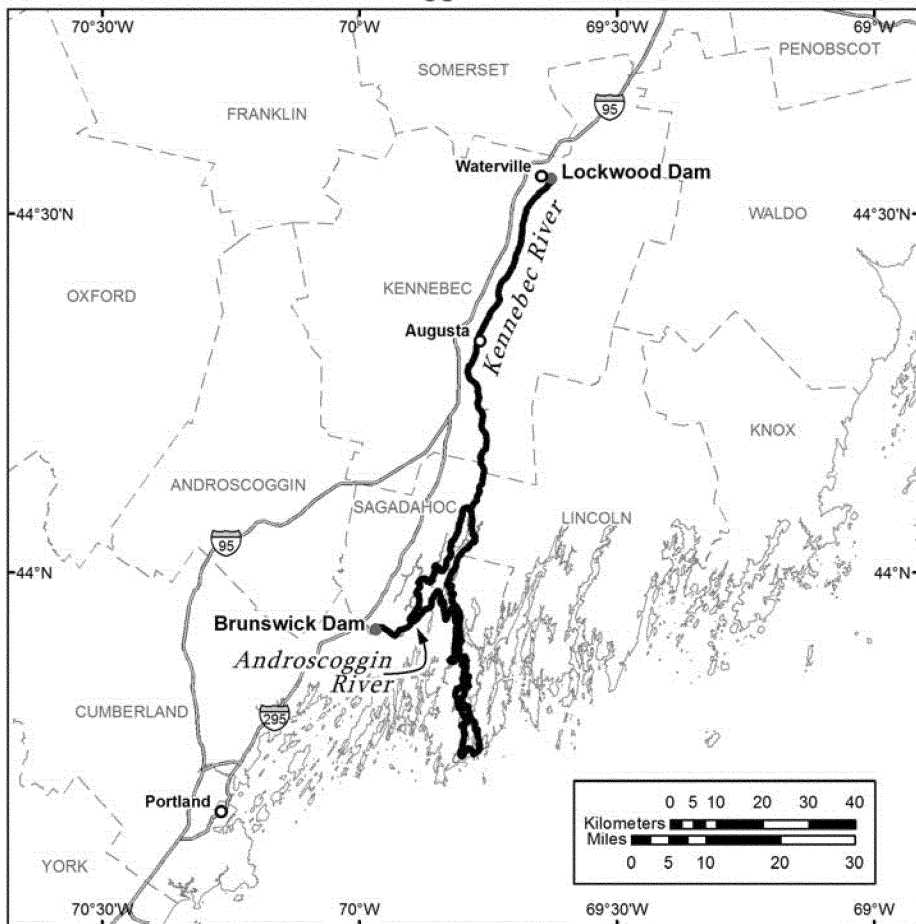 70°30'W 70°W 69°30'W 69°W
PENOBSCOT
SOMERSET
FRANKLIN
95
Waterville
Lockwood Dam
44°30'N 44°30'N
WALDO
Kennebec River
KENNEBEC
OXFORD
Augusta
KNOX
ANDROSCOGGIN
SAGADAHOC
LINCOLN
95
44°N 44°N
Brunswick Dam
Androscoggin
River
CUMBERLAND
295
Portland
0 5 10 20 30 40
Kilometers
Miles
0 5 10 20 30
YORK
70°30'W 70°W 69°30'W 69°W